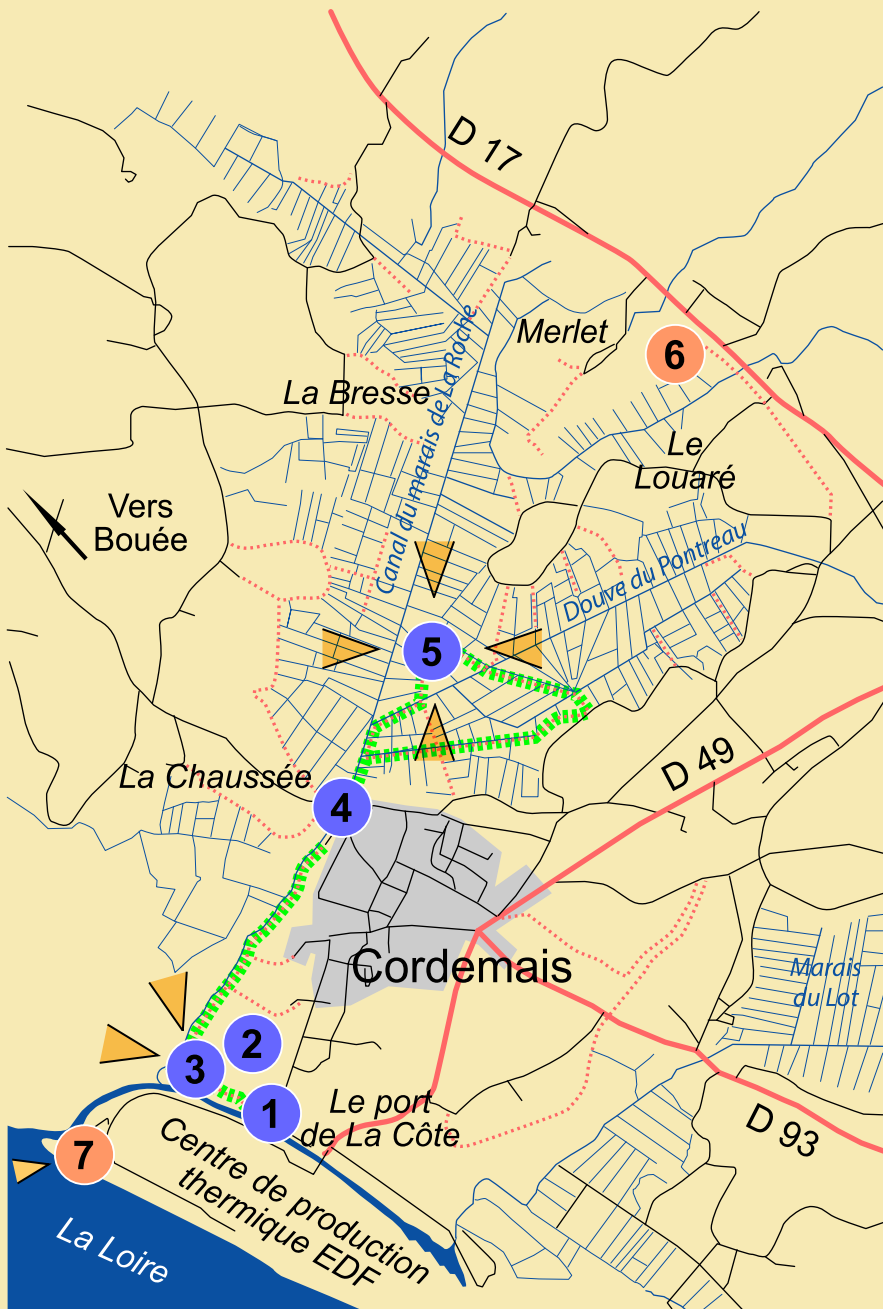 D 17
Canal du marais de La Roche
Merlet
6
La Bresse
Le
Louaré
Vers
Bouée
Douve du Pontreau
5
D 49
La Chaussée
4
Cordemais
Marais
du Lot
2
3
1
Le port
de La Côte
D 93
7
Centre de production
thermique EDF
La Loire